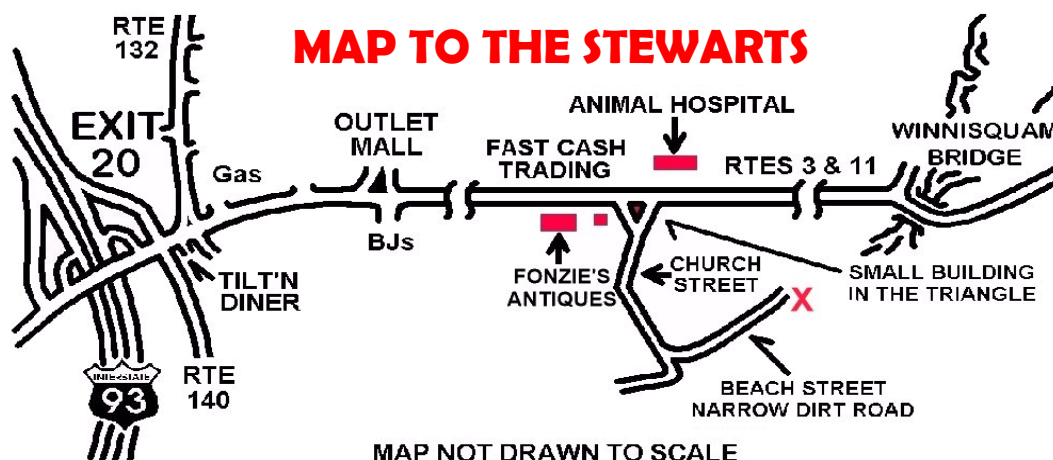 MAP TO THE STEWARTS
RTE
132
EXIT
20
Gas
OUTLET
MALL
BJs
FAST CASH
TRADING
ANIMAL HOSPITAL
RTES 3 & 11
WINNISQUAM
BRIDGE
TILT'N
DINER
FONZIE'S
ANTIQUES
CHURCH
STREET
SMALL BUILDING
IN THE TRIANGLE
X
INTERSTATE
93
RTE
140
BEACH STREET
NARROW DIRT ROAD
MAP NOT DRAWN TO SCALE